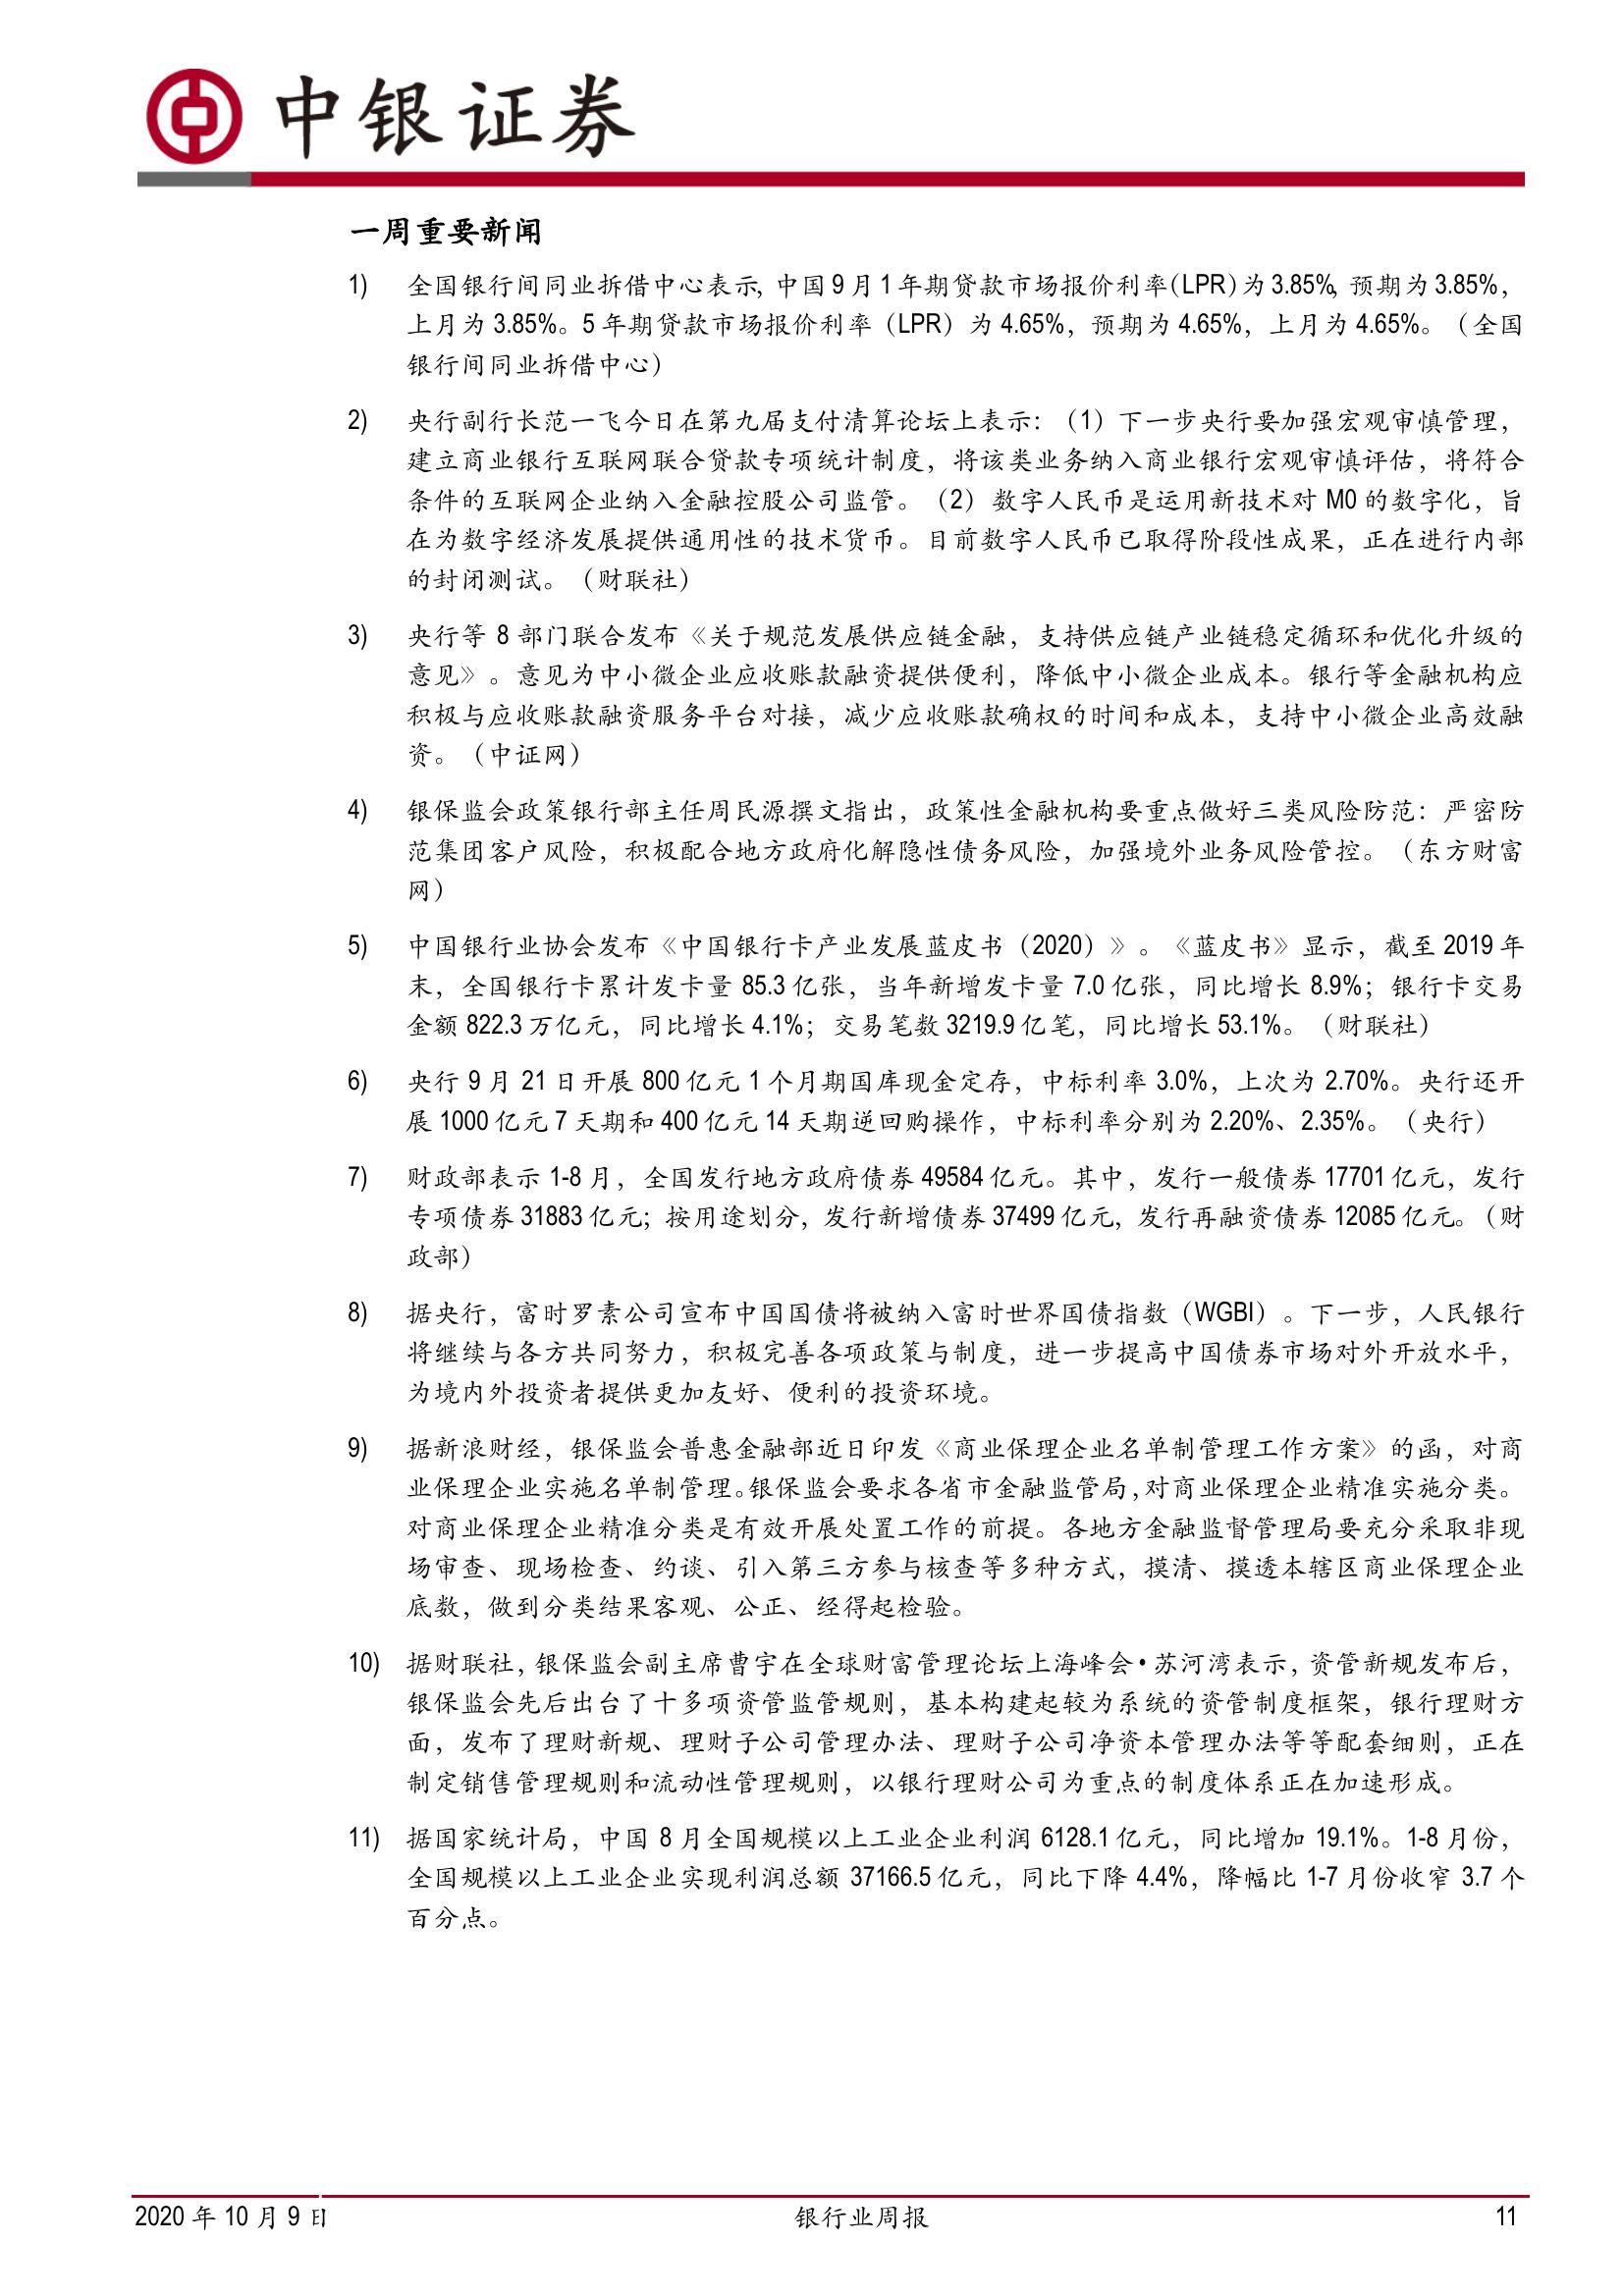 中银证券
一周重要新闻
1) 全国银行间同业拆借中心表示，中国9月1年期贷款市场报价利率（LPR）为3.85%，预期为3.85%，
上月为3.85%。5年期贷款市场报价利率（LPR）为4.65%，预期为4.65%，上月为4.65%。（全国
银行间同业拆借中心）
2) 央行副行长范一飞今日在第九届支付清算论坛上表示：（1）下一步央行要加强宏观审慎管理，
建立商业银行互联网联合贷款专项统计制度，将该类业务纳入商业银行宏观审慎评估，将符合
条件的互联网企业纳入金融控股公司监管。（2）数字人民币是运用新技术对M0的数字化，旨
在为数字经济发展提供通用性的技术货币。目前数字人民币已取得阶段性成果，正在进行内部
的封闭测试。（财联社）
3) 央行等8部门联合发布《关于规范发展供应链金融，支持供应链产业链稳定循环和优化升级的
意见》。意见为中小微企业应收账款融资提供便利，降低中小微企业成本。银行等金融机构应
积极与应收账款融资服务平台对接，减少应收账款确权的时间和成本，支持中小微企业高效融
资。（中证网）
4) 银保监会政策银行部主任周民源撰文指出，政策性金融机构要重点做好三类风险防范：严密防
范集团客户风险，积极配合地方政府化解隐性债务风险，加强境外业务风险管控。（东方财富
网）
5) 中国银行业协会发布《中国银行卡产业发展蓝皮书（2020）》。《蓝皮书》显示，截至2019年
末，全国银行卡累计发卡量85.3亿张，当年新增发卡量7.0亿张，同比增长8.9%；银行卡交易
金额822.3万亿元，同比增长4.1%；交易笔数3219.9亿笔，同比增长53.1%。（财联社）
6) 央行9月21日开展800亿元1个月期国库现金定存，中标利率3.0%，上次为2.70%。央行还开
展1000亿元7天期和400亿元14天期逆回购操作，中标利率分别为2.20%、2.35%。（央行）
7) 财政部表示1-8月，全国发行地方政府债券49584亿元。其中，发行一般债券17701亿元，发行
专项债券31883亿元；按用途划分，发行新增债券37499亿元，发行再融资债券12085亿元。（财
政部）
8) 据央行，富时罗素公司宣布中国国债将被纳入富时世界国债指数（WGBI）。下一步，人民银行
将继续与各方共同努力，积极完善各项政策与制度，进一步提高中国债券市场对外开放水平，
为境内外投资者提供更加友好、便利的投资环境。
9) 据新浪财经，银保监会普惠金融部近日印发《商业保理企业名单制管理工作方案》的函，对商
业保理企业实施名单制管理。银保监会要求各省市金融监管局，对商业保理企业精准实施分类。
对商业保理企业精准分类是有效开展处置工作的前提。各地方金融监督管理局要充分采取非现
场审查、现场检查、约谈、引入第三方参与核查等多种方式，摸清、摸透本辖区商业保理企业
底数，做到分类结果客观、公正、经得起检验。
10) 据财联社，银保监会副主席曹宇在全球财富管理论坛上海峰会•苏河湾表示，资管新规发布后，
银保监会先后出台了十多项资管监管规则，基本构建起较为系统的资管制度框架，银行理财方
面，发布了理财新规、理财子公司管理办法、理财子公司净资本管理办法等等配套细则，正在
制定销售管理规则和流动性管理规则，以银行理财公司为重点的制度体系正在加速形成。
11) 据国家统计局，中国8月全国规模以上工业企业利润6128.1亿元，同比增加19.1%。1-8月份，
全国规模以上工业企业实现利润总额37166.5亿元，同比下降4.4%，降幅比1-7月份收窄3.7个
百分点。
2020年10月9日 银行业周报 11